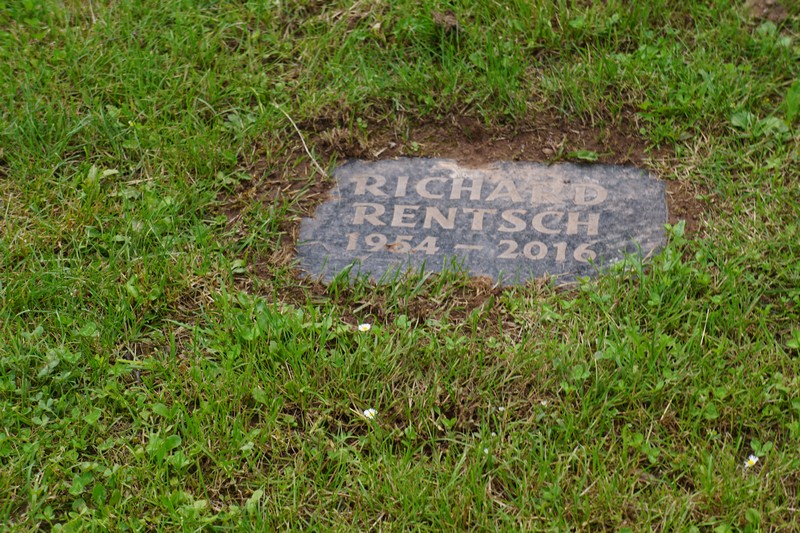 RICHARD
RENTSCH
1954 – 2016